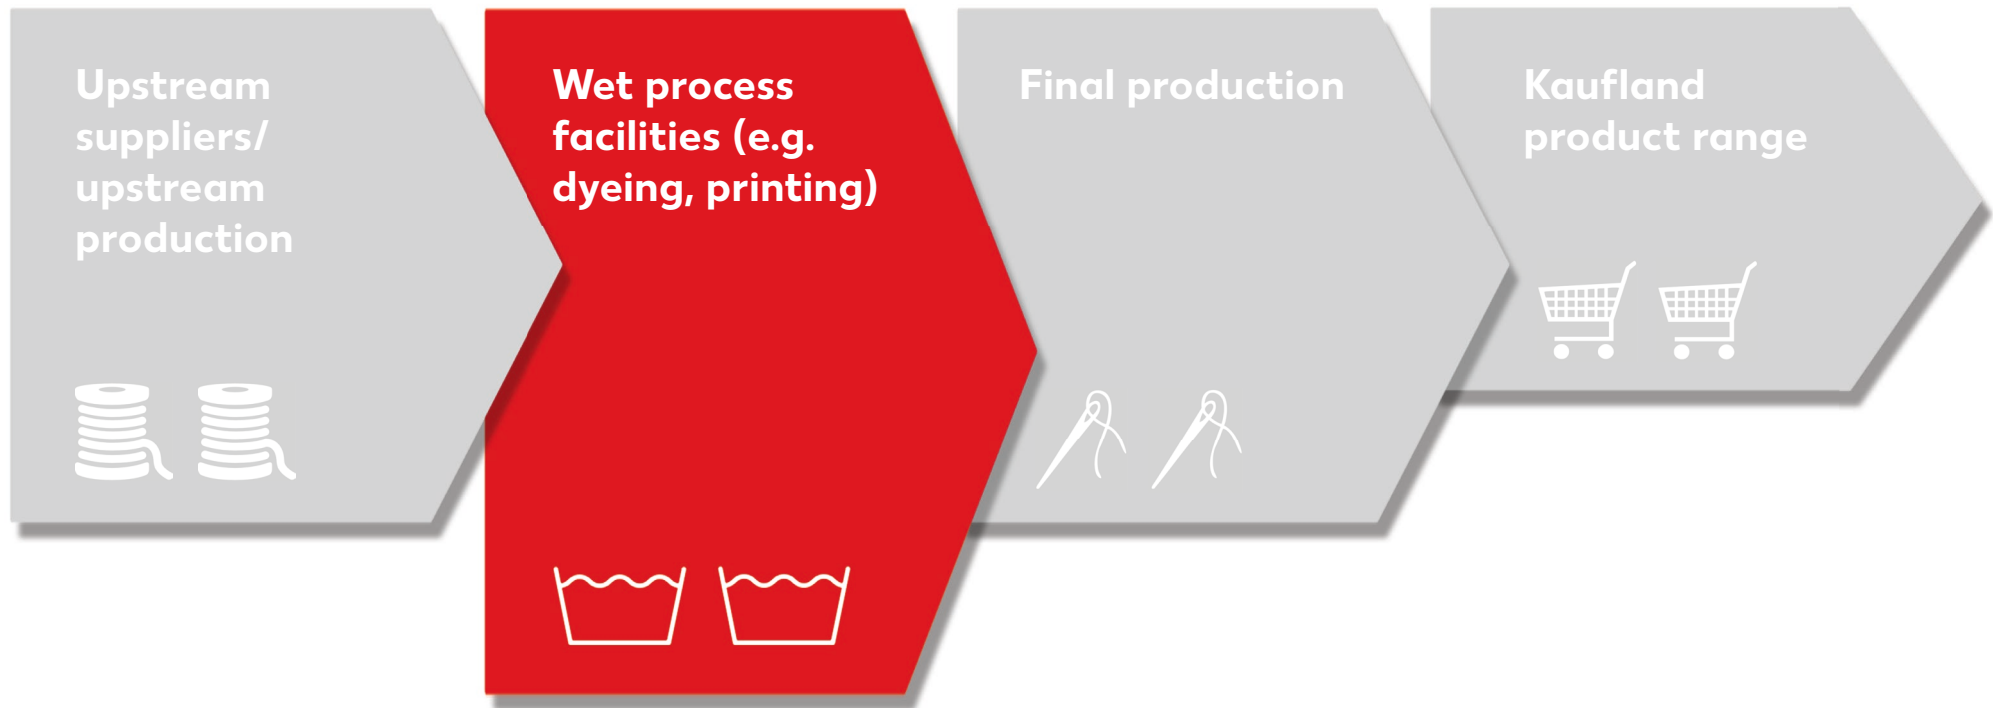 Upstream
suppliers/
upstream
production
Wet process
facilities (e.g.
dyeing, printing)
Final production
Kaufland
product range